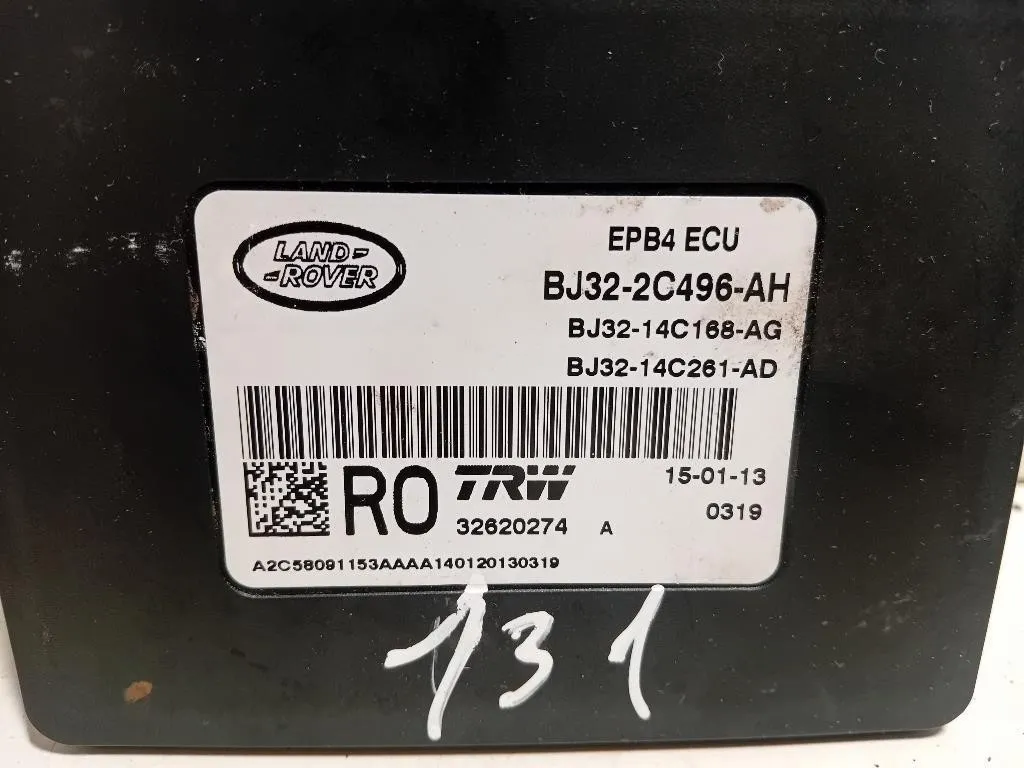 LAND-
-ROVER
EPB4 ECU
BJ32-2C496-AH
BJ32-14C168-AG
BJ32-14C261-AD
R0 TRW 15-01-13
32620274 A 0319
A2C58091153AAAA140120130319
131